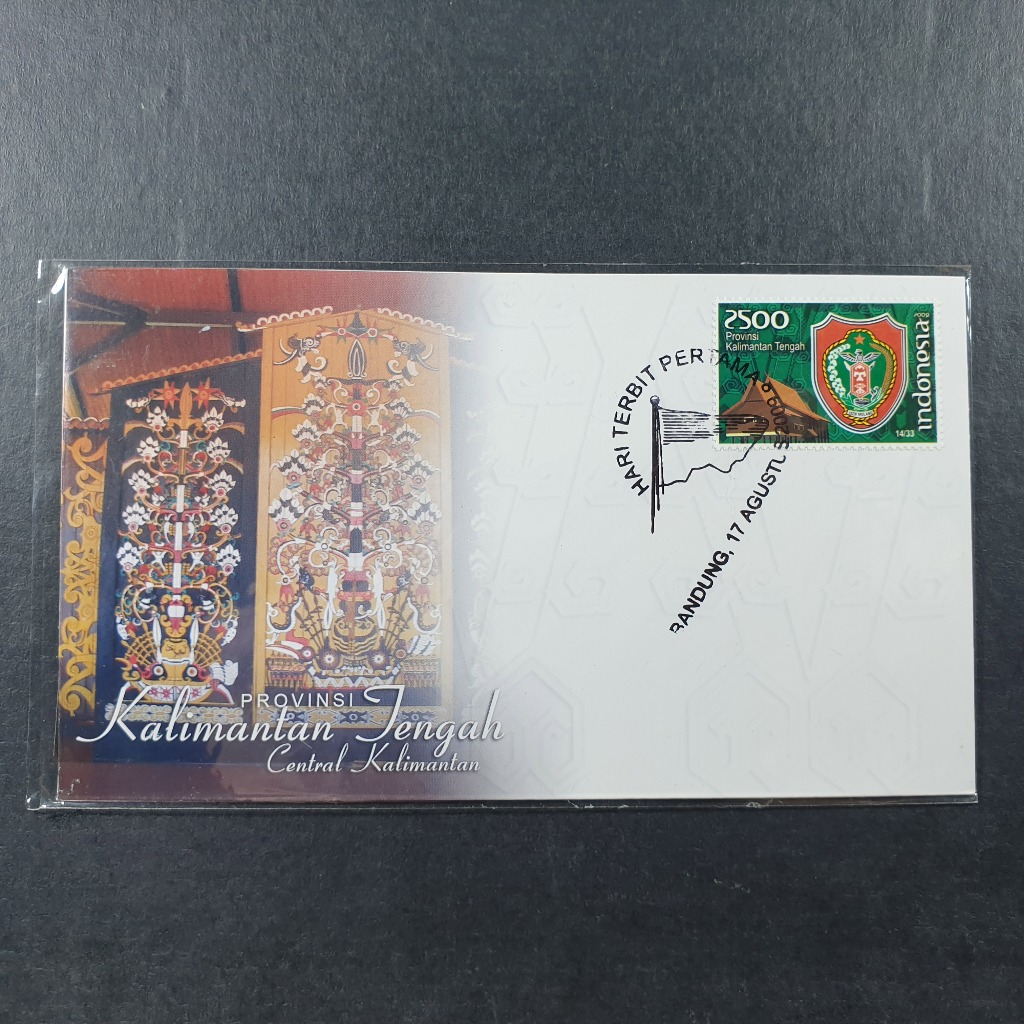 2500
Provinsi
Kalimantan Tengah
2009
indonesia
14/33
HARI TERBIT PERTAMA
BANDUNG, 17 AGUSTUS 2009
PROVINSI
Kalimantan Tengah
Central Kalimantan